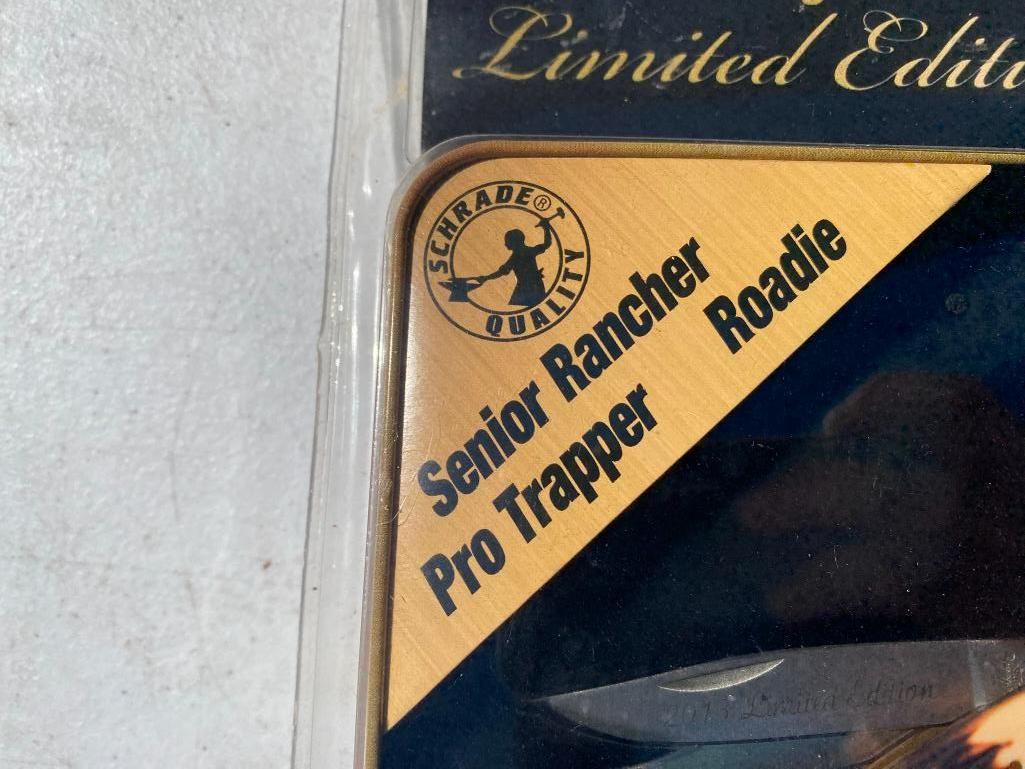 Limited Editi
SCHRADE®
QUALITY
Senior Rancher
Pro Trapper Roadie
Limited Edition